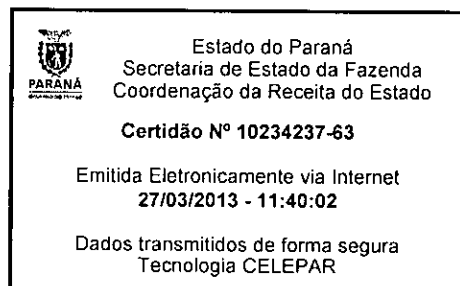 Estado do Paraná
Secretaria de Estado da Fazenda
PARANÁ
Coordenação da Receita do Estado
Certidão Nº 10234237-63
Emitida Eletronicamente via Internet
27/03/2013 - 11:40:02
Dados transmitidos de forma segura
Tecnologia CELEPAR